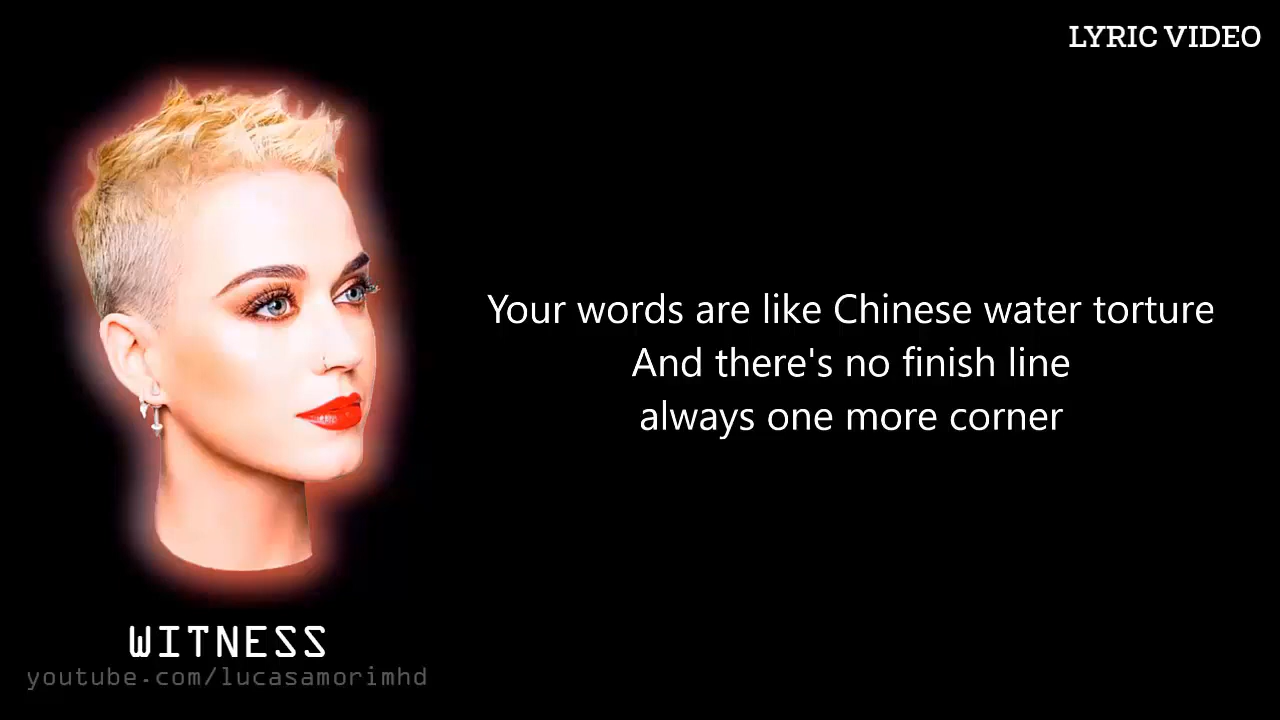 LYRIC VIDEO
Your words are like Chinese water torture
And there's no finish line
always one more corner
WITNESS
youtube.com/lucasamorimhd